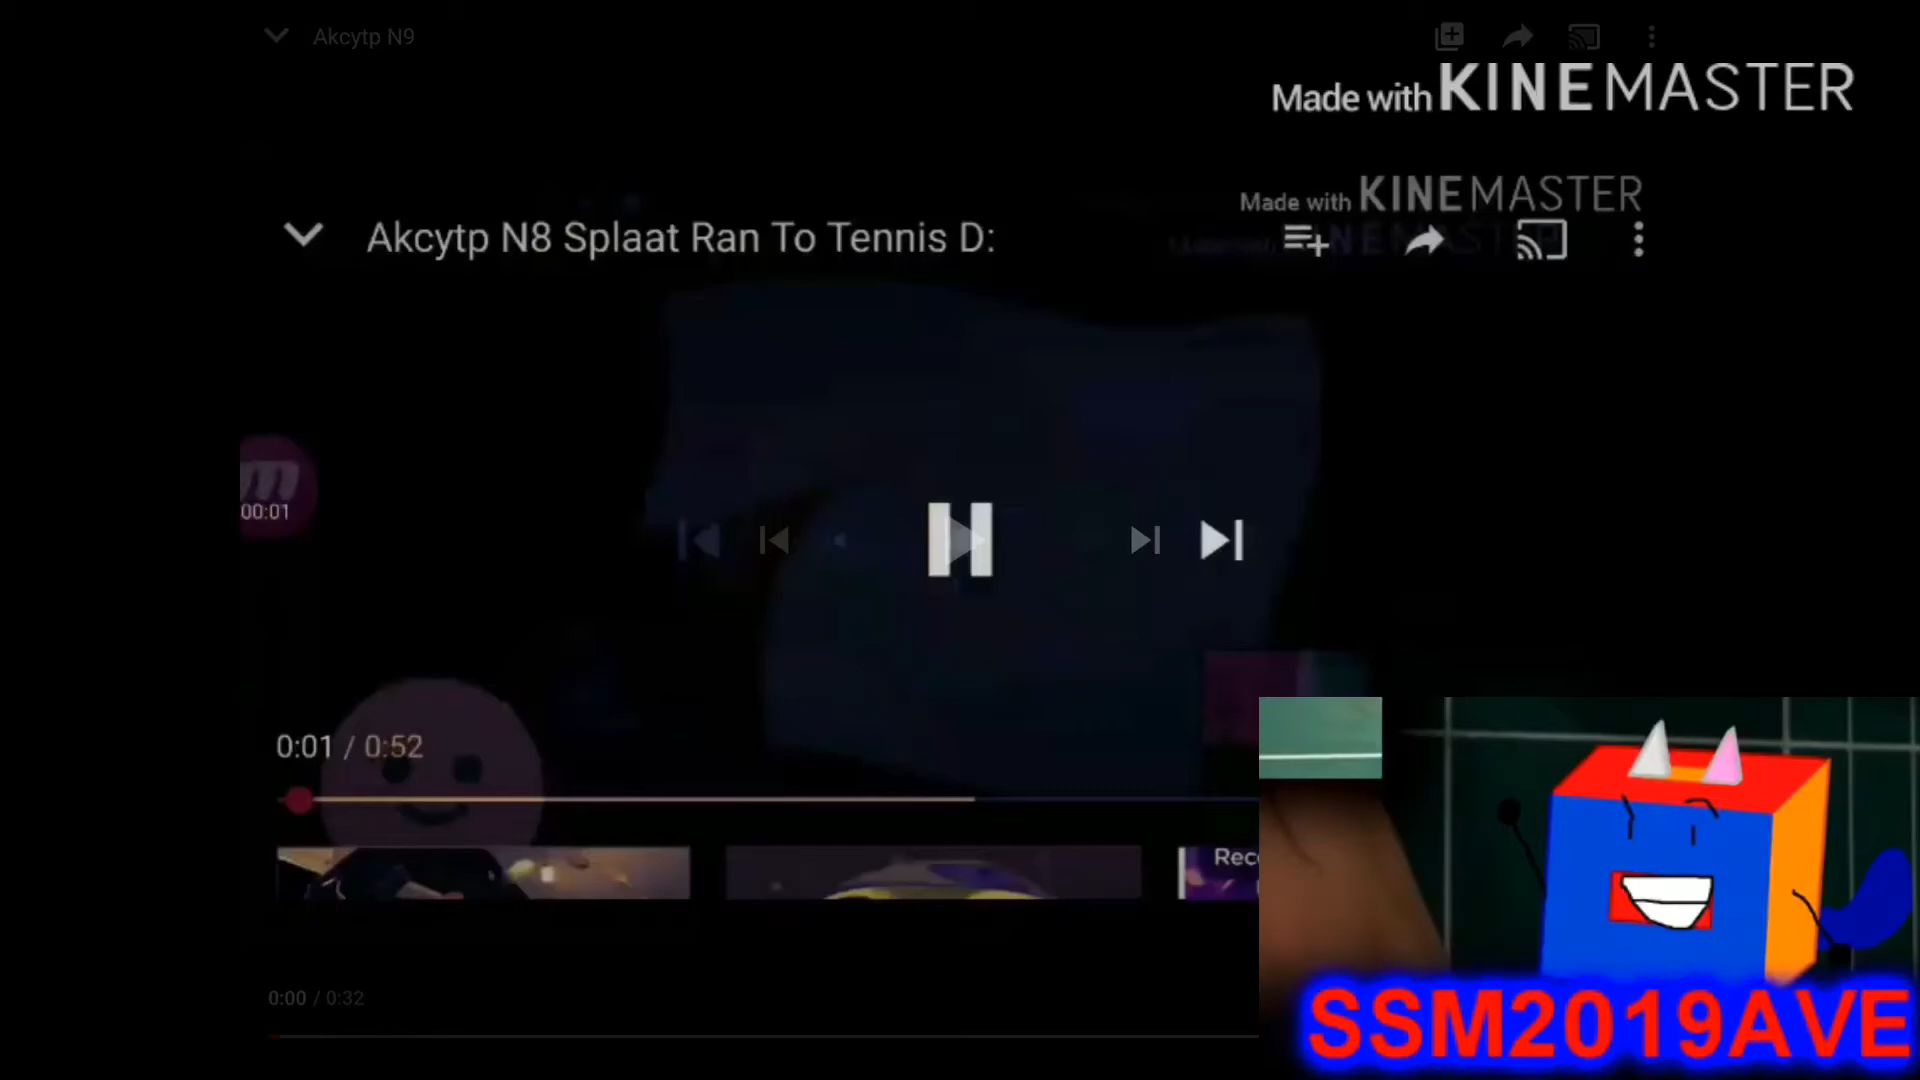 Akcytp N9
Made with KINEMASTER
Made with KINEMASTER
Akcytp N8 Splaat Ran To Tennis D:
00:01
0:01 / 0:52
Rec
0:00 / 0:32
SSM2019AVE